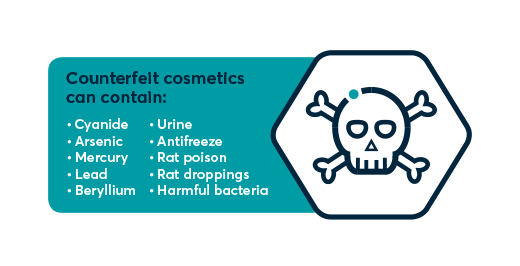 Counterfeit cosmetics
can contain:
• Cyanide
• Arsenic
• Mercury
• Lead
• Beryllium
• Urine
• Antifreeze
• Rat poison
• Rat droppings
• Harmful bacteria